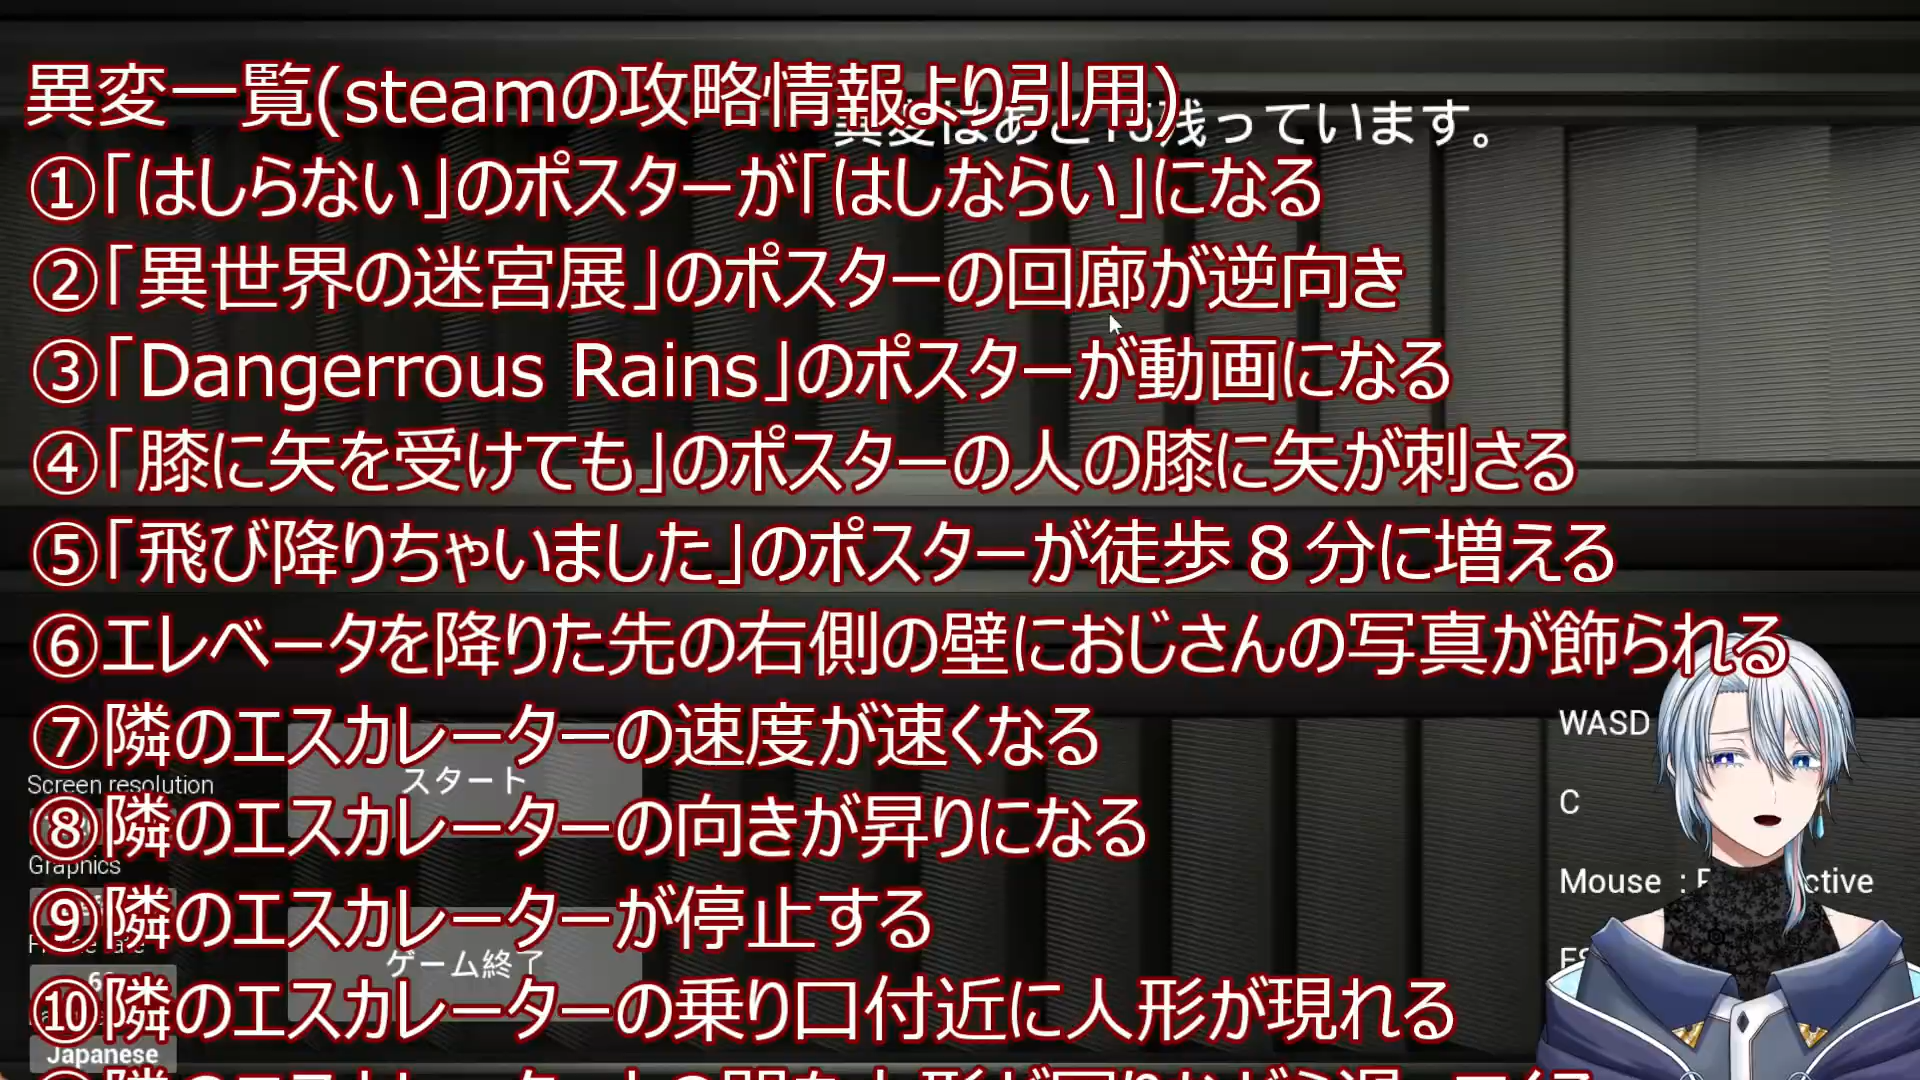 異変一覧(steamの攻略情報より引用)
異変はあと 残っています。
①「はしらない」のポスターが「はしならい」になる
②「異世界の迷宮展」のポスターの回廊が逆向き
③「Dangerrous Rains」のポスターが動画になる
④「膝に矢を受けても」のポスターの人の膝に矢が刺さる
⑤「飛び降りちゃいました」のポスターが徒歩８分に増える
⑥エレベータを降りた先の右側の壁におじさんの写真が飾られる
⑦隣のエスカレーターの速度が速くなる
WASD
Screen resolution
スタート
⑧隣のエスカレーターの向きが昇りになる
C
Graphics
Mouse :
ctive
⑨隣のエスカレーターが停止する
ゲーム終了
⑩隣のエスカレーターの乗り口付近に人形が現れる
Japanese